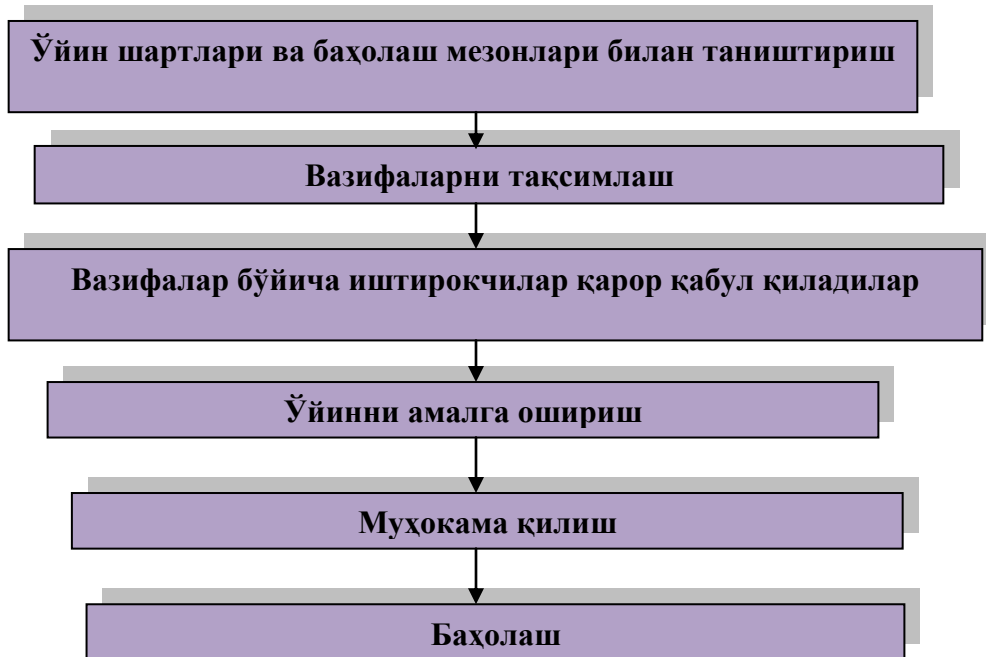 Ўйин шартлари ва баҳолаш мезонлари билан таништириш
Вазифаларни тақсимлаш
Вазифалар бўйича иштирокчилар қарор қабул қиладилар
Ўйинни амалга ошириш
Муҳокама қилиш
Баҳолаш